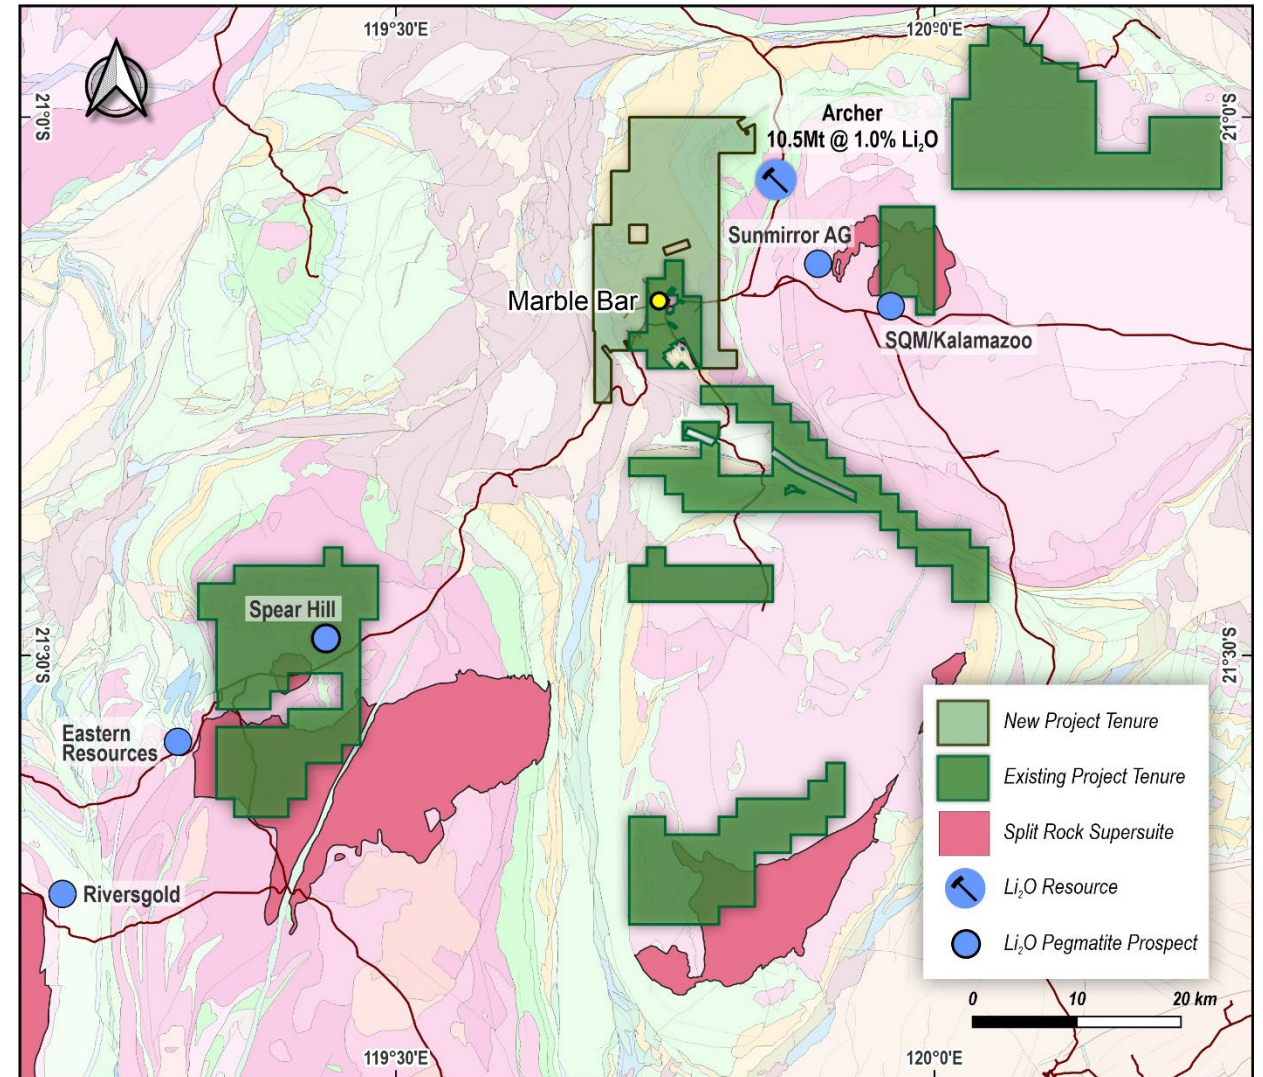 119°30'E
120°0'E
21°0'S
21°0'S
Archer
10.5Mt @ 1.0% Li₂O
Sunmirror AG
Marble Bar
SQM/Kalamazoo
Spear Hill
21°30'S
21°30'S
Eastern
Resources
Riversgold
New Project Tenure
Existing Project Tenure
Split Rock Supersuite
Li₂O Resource
Li₂O Pegmatite Prospect
0 10 20 km
119°30'E
120°0'E